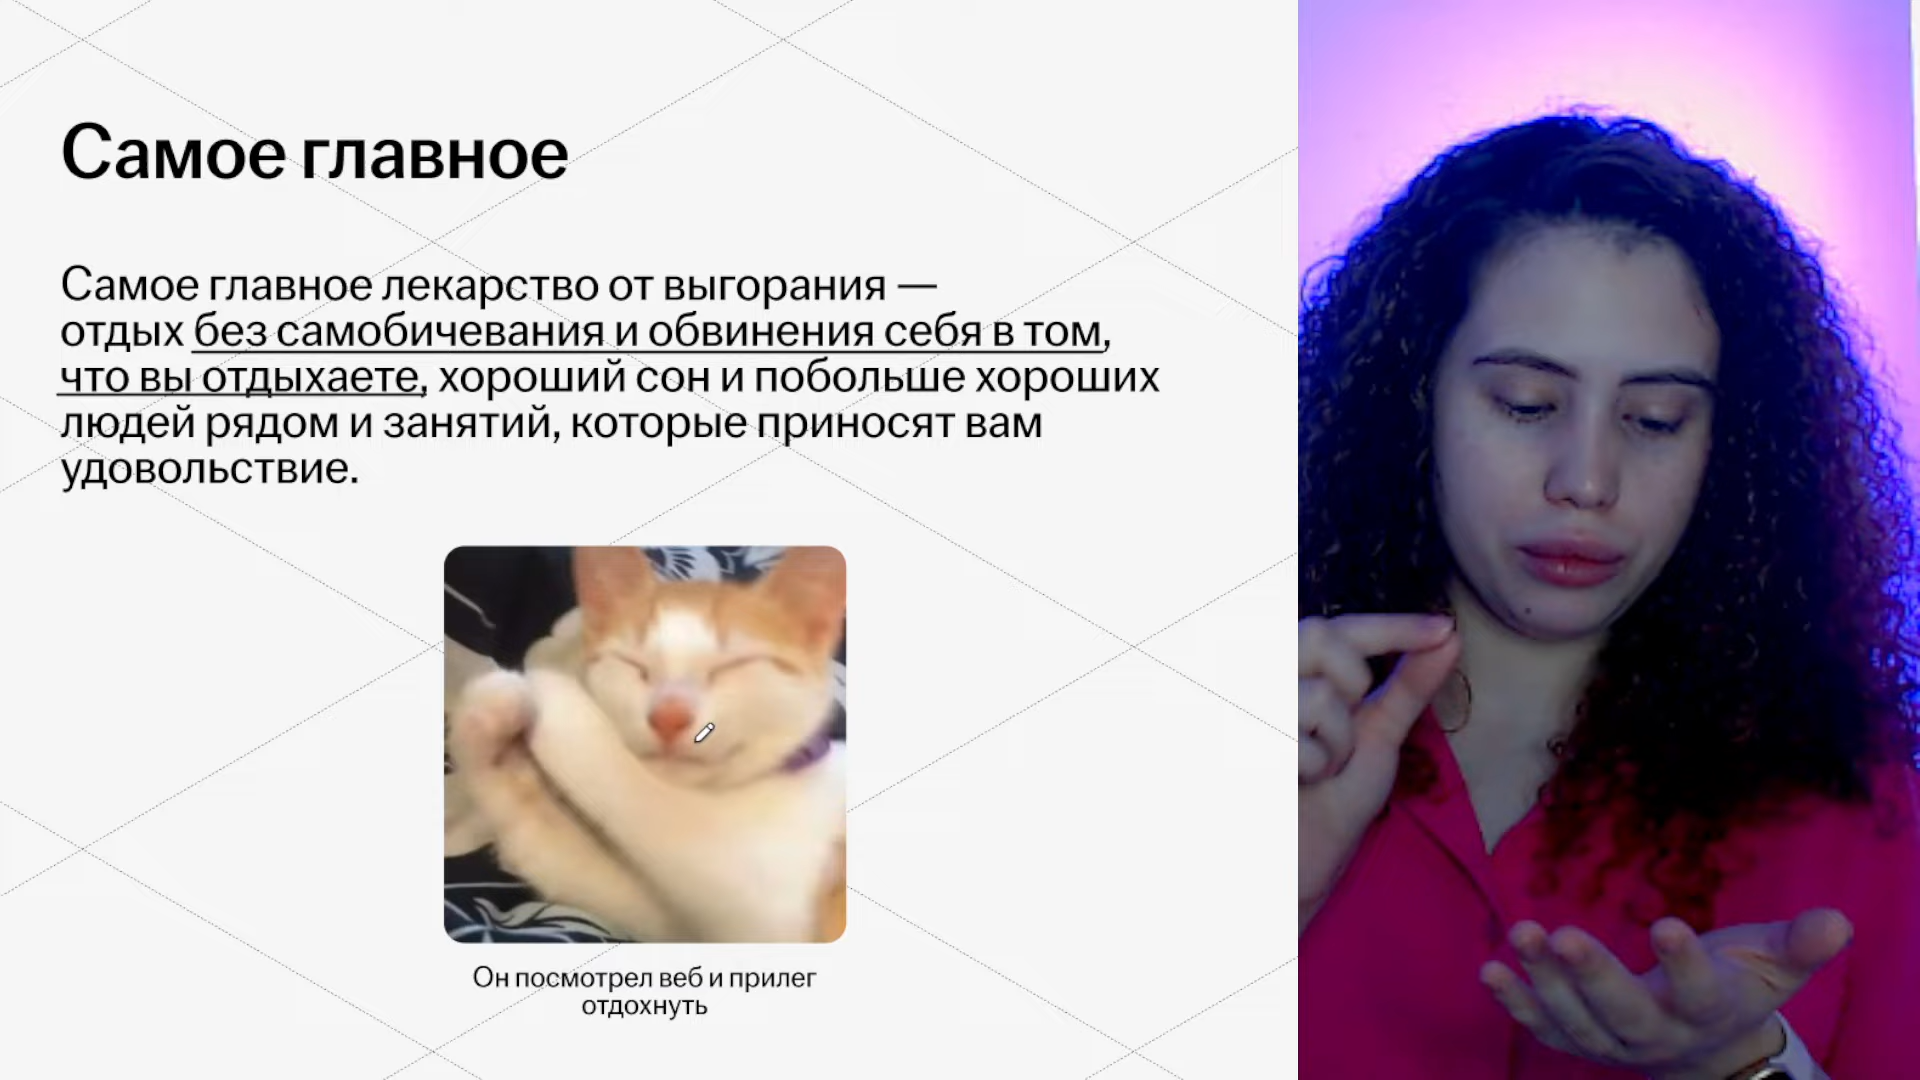 Самое главное
Самое главное лекарство от выгорания —
отдых без самобичевания и обвинения себя в том,
что вы отдыхаете, хороший сон и побольше хороших
людей рядом и занятий, которые приносят вам
удовольствие.
Он посмотрел веб и прилег
отдохнуть